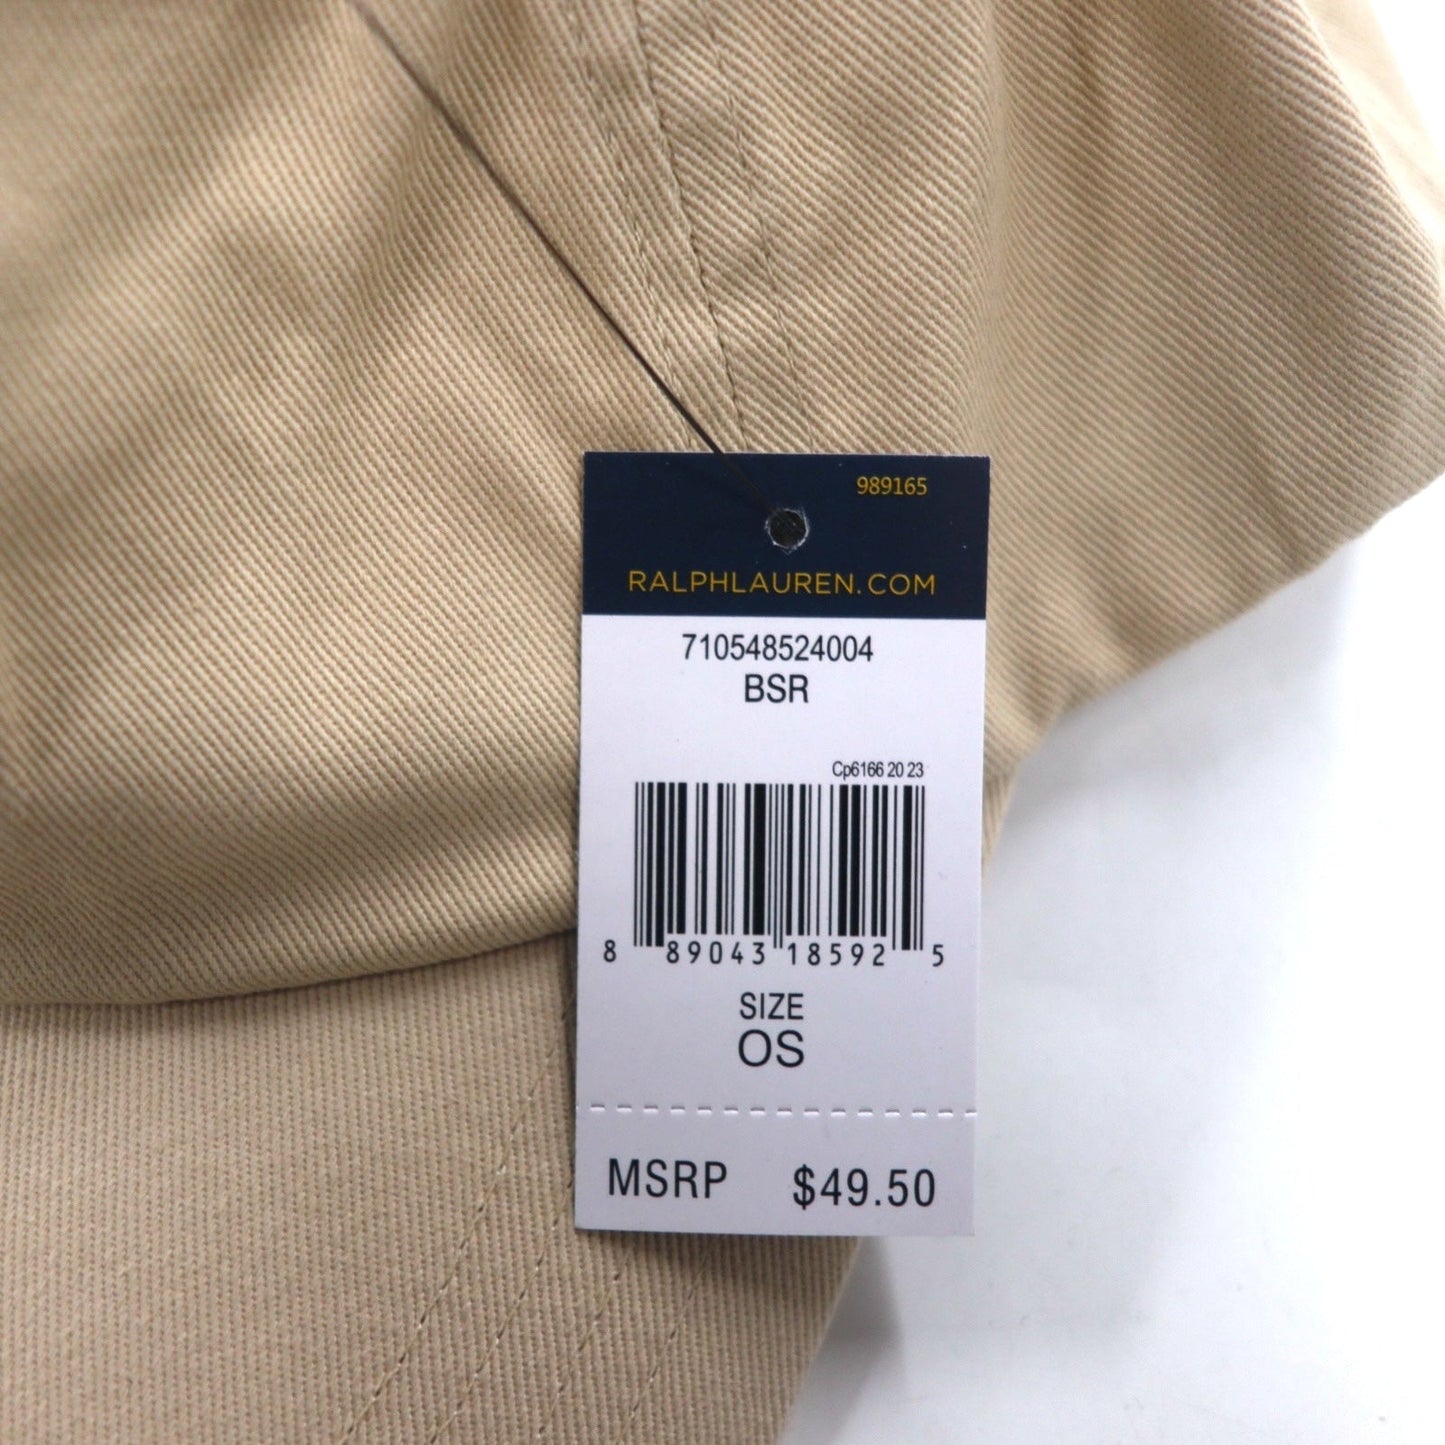 989165
RALPHLAUREN.COM
710548524004
BSR
Cp6166 20 23
8 89043 18592 5
SIZE
OS
MSRP $49.50